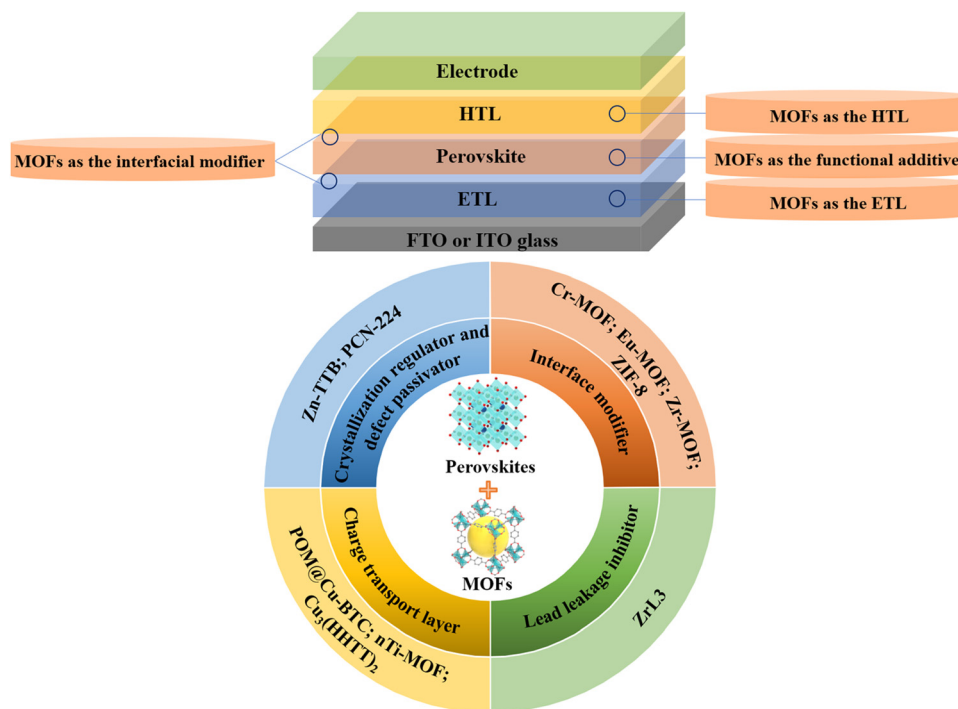 Electrode
HTL
MOFs as the HTL
MOFs as the interfacial modifier
Perovskite
MOFs as the functional additive
ETL
MOFs as the ETL
FTO or ITO glass
Zn-TTB; PCN-224
Crystallization regulator and
defect passivator
Cr-MOF; Eu-MOF; Zr-MOF;
ZIF-8
Interface modifier
Perovskites
+
MOFs
Charge transport layer
POM@Cu-BTC; nTi-MOF;
Cu₃(HHTT)₂
Lead leakage inhibitor
ZrL3